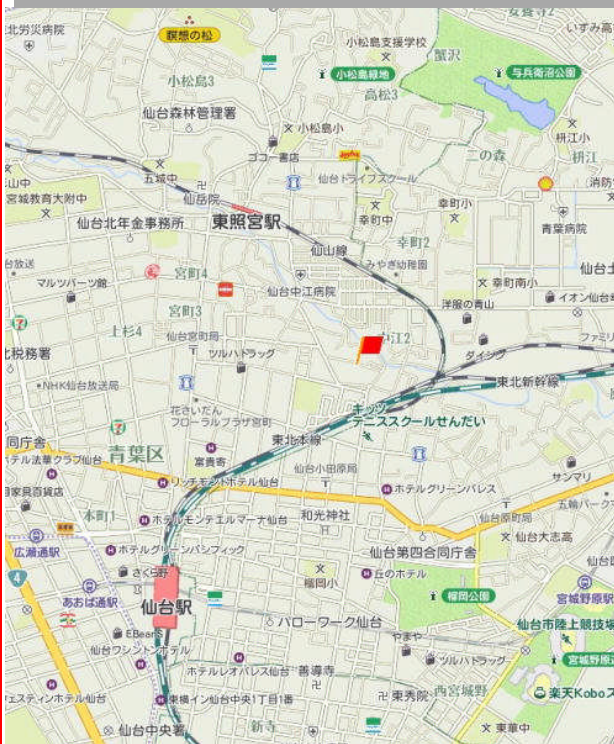 北労災病院
瞑想の松
小松島支援学校
蟹沢
安養寺2
いずみ高
小松島3
小松島緑地
与兵衛沼公園
高松3
仙台森林管理署
小松島小
枡江小
ゴコー書店
二の森
枡江
五城中
仙岳院
仙台ドライブスクール
(消防
山中
宮城教育大附中
幸町中
幸町小
仙台北年金事務所
東照宮駅
青葉病院
幸町2
仙山線
台放送
宮町4
みやぎ幼稚園
仙台土
マルツパーツ館
仙台中江病院
幸町南小
宮町3
洋服の青山
イオン仙台幸
上杉4
仙台宮町局
中江2
ファミリ
北税務署
ツルハドラッグ
ダイシン
NHK仙台放送局
東北新幹線
花さいだん
フローラルプラザ宮町
キッツ
テニススクールせんだい
同庁舎
青葉区
東北本線
富貴寺
テル法華クラブ仙台
仙台小田原局
サンマリ
リッチモンドホテル仙台
ホテルグリーンパレス
家具百貨店
本町1
五輪パーク
ホテルモンテエルマーナ仙台
和光神社
仙台原町局
仙台大志高
広瀬通駅
ホテルグリーンパシフィック
仙台第四合同庁舎
さくら野
榴岡小
丘のホテル
4
あおば通駅
宮城野原駅
榴岡公園
仙台駅
ハローワーク仙台
仙台市陸上競技場
EBeanS
やまや
仙台ワシントンホテル
ツルハドラッグ
ホテルレオパレス仙台
善導寺
宮城野原
ェスティンホテル仙台
東横イン仙台中央1丁目1番
東秀院
西宮城野
楽天Koboス
新寺
仙台中央署
東華中